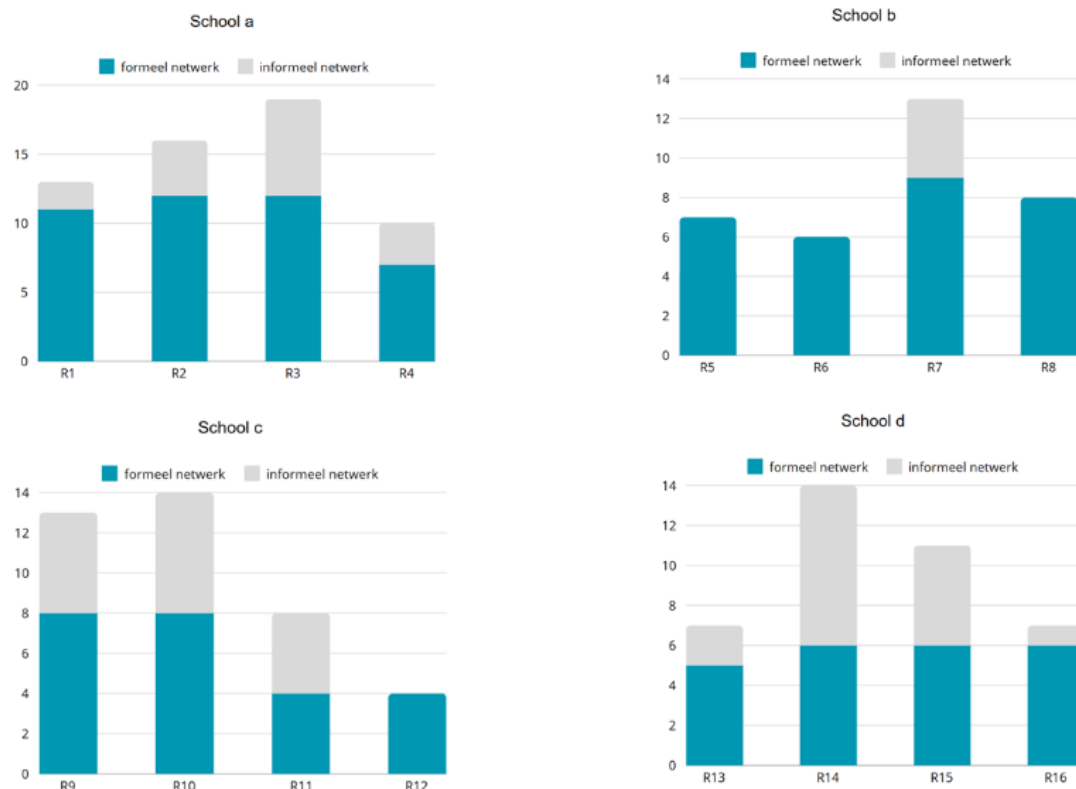 School a
formeel netwerk informeel netwerk
20
15
10
5
0
R1 R2 R3 R4
School b
formeel netwerk informeel netwerk
14
12
10
8
6
4
2
0
R5 R6 R7 R8
School c
formeel netwerk informeel netwerk
14
12
10
8
6
4
2
0
R9 R10 R11 R12
School d
formeel netwerk informeel netwerk
14
12
10
8
6
4
2
0
R13 R14 R15 R16